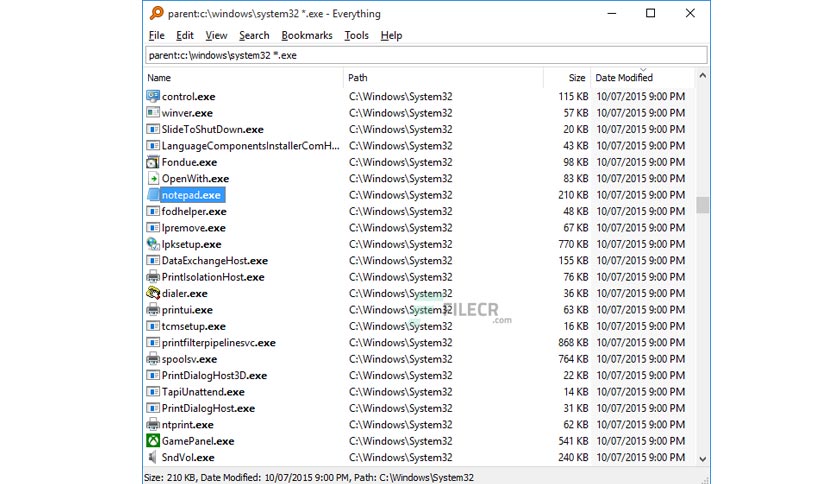 parent:c:\windows\system32 *.exe - Everything
File Edit View Search Bookmarks Tools Help
parent:c:\windows\system32 *.exe
Name Path Size Date Modified
control.exe C:\Windows\System32 115 KB 10/07/2015 9:00 PM
winver.exe C:\Windows\System32 57 KB 10/07/2015 9:00 PM
SlideToShutDown.exe C:\Windows\System32 20 KB 10/07/2015 9:00 PM
LanguageComponentsInstallerComH... C:\Windows\System32 43 KB 10/07/2015 9:00 PM
Fondue.exe C:\Windows\System32 98 KB 10/07/2015 9:00 PM
OpenWith.exe C:\Windows\System32 83 KB 10/07/2015 9:00 PM
notepad.exe C:\Windows\System32 210 KB 10/07/2015 9:00 PM
fodhelper.exe C:\Windows\System32 48 KB 10/07/2015 9:00 PM
lpremove.exe C:\Windows\System32 67 KB 10/07/2015 9:00 PM
lpksetup.exe C:\Windows\System32 770 KB 10/07/2015 9:00 PM
DataExchangeHost.exe C:\Windows\System32 155 KB 10/07/2015 9:00 PM
PrintIsolationHost.exe C:\Windows\System32 76 KB 10/07/2015 9:00 PM
dialer.exe C:\Windows\System32 36 KB 10/07/2015 9:00 PM
printui.exe C:\Windows\System32 63 KB 10/07/2015 9:00 PM
FILECR
.com
tcmsetup.exe C:\Windows\System32 16 KB 10/07/2015 9:00 PM
printfilterpipelinesvc.exe C:\Windows\System32 868 KB 10/07/2015 9:00 PM
spoolsv.exe C:\Windows\System32 764 KB 10/07/2015 9:00 PM
PrintDialogHost3D.exe C:\Windows\System32 22 KB 10/07/2015 9:00 PM
TapiUnattend.exe C:\Windows\System32 14 KB 10/07/2015 9:00 PM
PrintDialogHost.exe C:\Windows\System32 31 KB 10/07/2015 9:00 PM
ntprint.exe C:\Windows\System32 62 KB 10/07/2015 9:00 PM
GamePanel.exe C:\Windows\System32 541 KB 10/07/2015 9:00 PM
SndVol.exe C:\Windows\System32 240 KB 10/07/2015 9:00 PM
Size: 210 KB, Date Modified: 10/07/2015 9:00 PM, Path: C:\Windows\System32